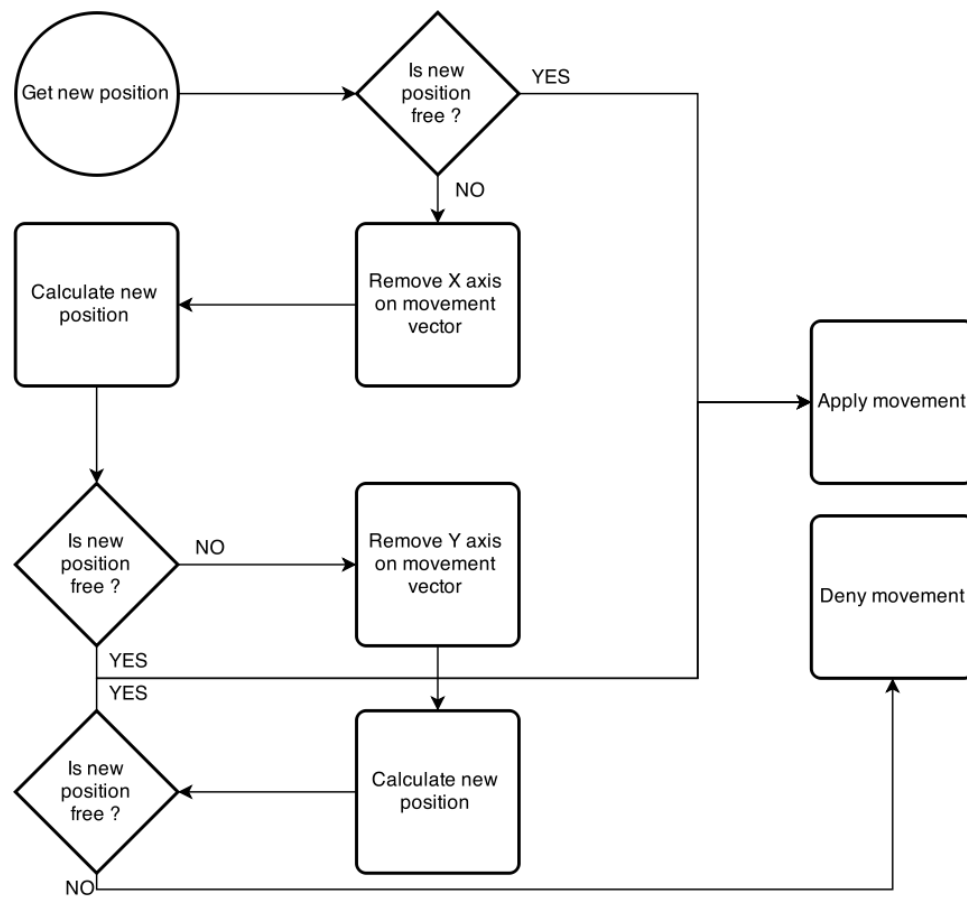 Get new position
Is new
position
free ?
YES
NO
Calculate new
position
Remove X axis
on movement
vector
Apply movement
Is new
position
free ?
NO
Remove Y axis
on movement
vector
Deny movement
YES
YES
Is new
position
free ?
Calculate new
position
NO